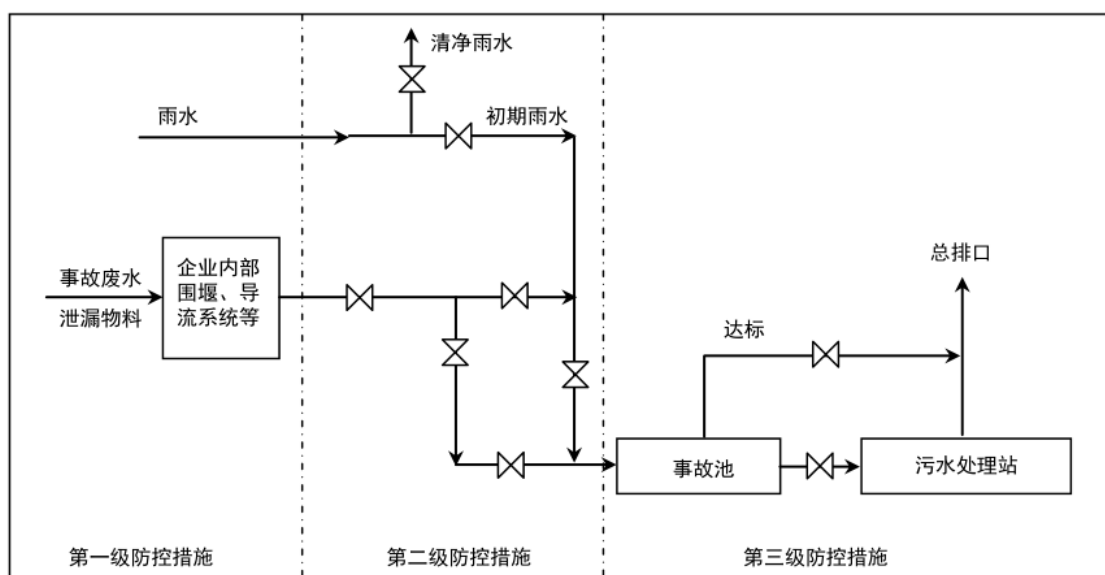 清净雨水
雨水
初期雨水
事故废水
泄漏物料
企业内部
围堰、导
流系统等
总排口
达标
事故池
污水处理站
第一级防控措施
第二级防控措施
第三级防控措施